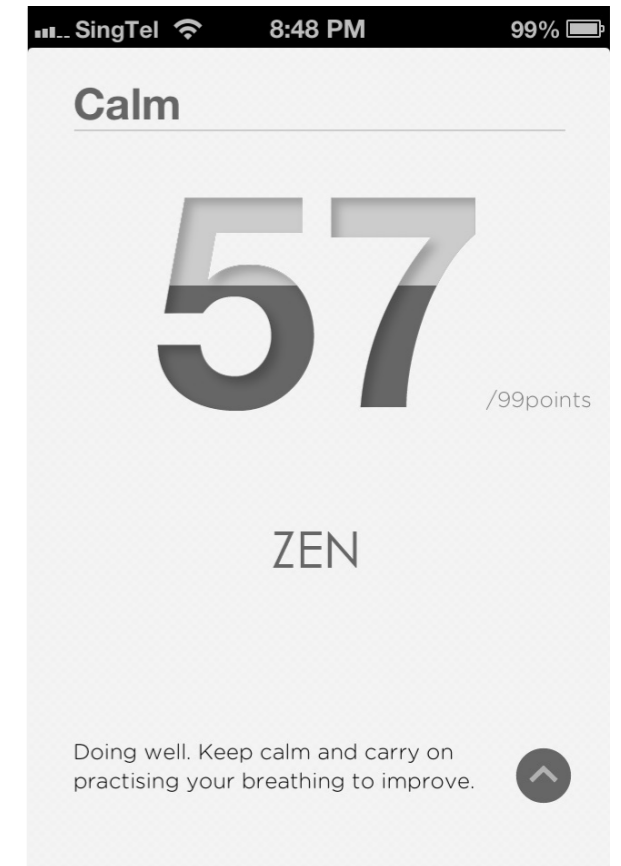 SingTel 8:48 PM 99%
Calm
57
/99points
ZEN
Doing well. Keep calm and carry on
practising your breathing to improve.